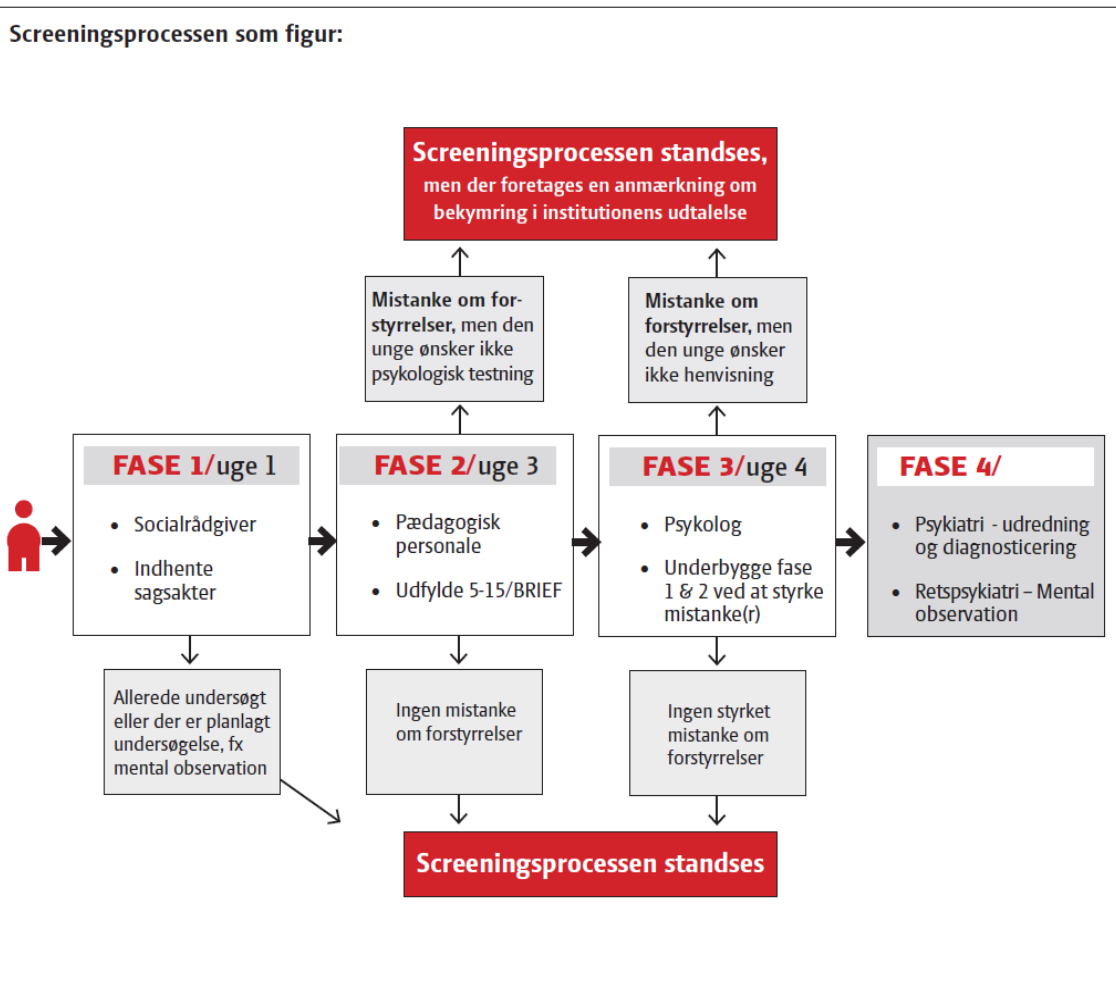 Screeningsprocessen som figur:
Screeningsprocessen standses,
men der foretages en anmærkning om
bekymring i institutionens udtalelse
Mistanke om for-
styrrelser, men den
unge ønsker ikke
psykologisk testning
Mistanke om
forstyrrelser, men
den unge ønsker
ikke henvisning
FASE 1/uge 1
• Socialrådgiver
• Indhente
sagsakter
FASE 2/uge 3
• Pædagogisk
personale
• Udfylde 5-15/BRIEF
FASE 3/uge 4
• Psykolog
• Underbygge fase
1 & 2 ved at styrke
mistanke(r)
FASE 4/
• Psykiatri - udredning
og diagnosticering
• Retspsykiatri – Mental
observation
Allerede undersøgt
eller der er planlagt
undersøgelse, fx
mental observation
Ingen mistanke
om forstyrrelser
Ingen styrket
mistanke om
forstyrrelser
Screeningsprocessen standses